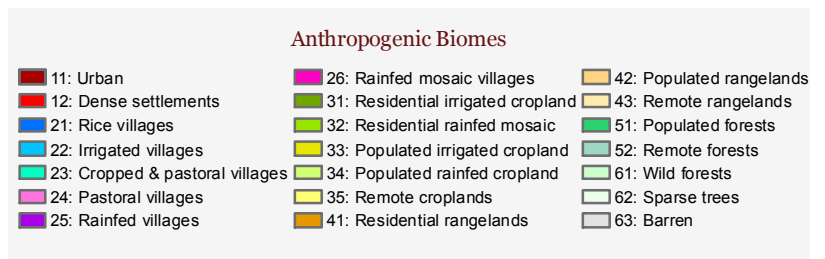 Anthropogenic Biomes
11: Urban
12: Dense settlements
21: Rice villages
22: Irrigated villages
23: Cropped & pastoral villages
24: Pastoral villages
25: Rainfed villages
26: Rainfed mosaic villages
31: Residential irrigated cropland
32: Residential rainfed mosaic
33: Populated irrigated cropland
34: Populated rainfed cropland
35: Remote croplands
41: Residential rangelands
42: Populated rangelands
43: Remote rangelands
51: Populated forests
52: Remote forests
61: Wild forests
62: Sparse trees
63: Barren